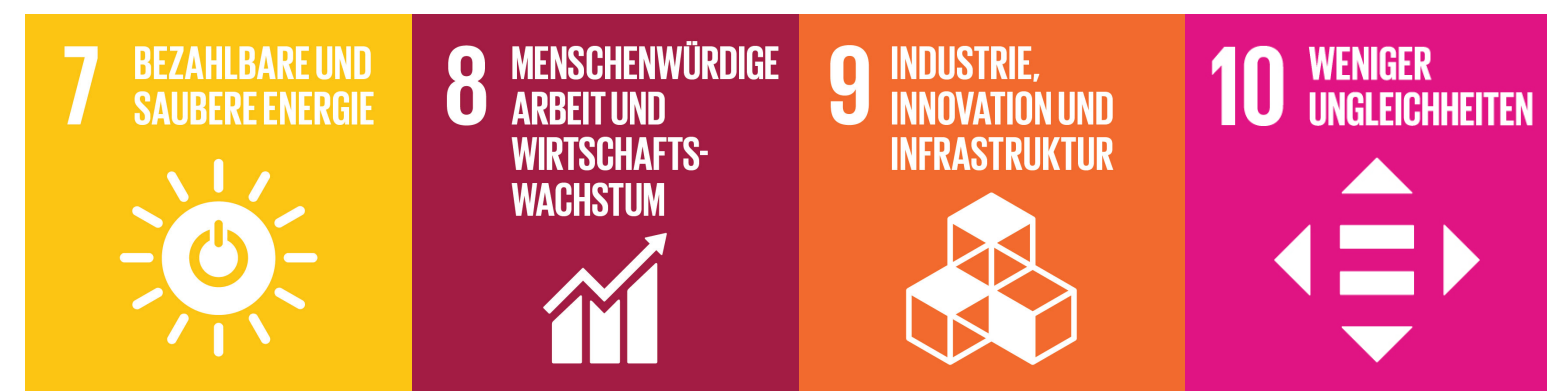 7
BEZAHLBARE UND
SAUBERE ENERGIE
8
MENSCHENWÜRDIGE
ARBEIT UND
WIRTSCHAFTS-
WACHSTUM
9
INDUSTRIE,
INNOVATION UND
INFRASTRUKTUR
10
WENIGER
UNGLEICHHEITEN